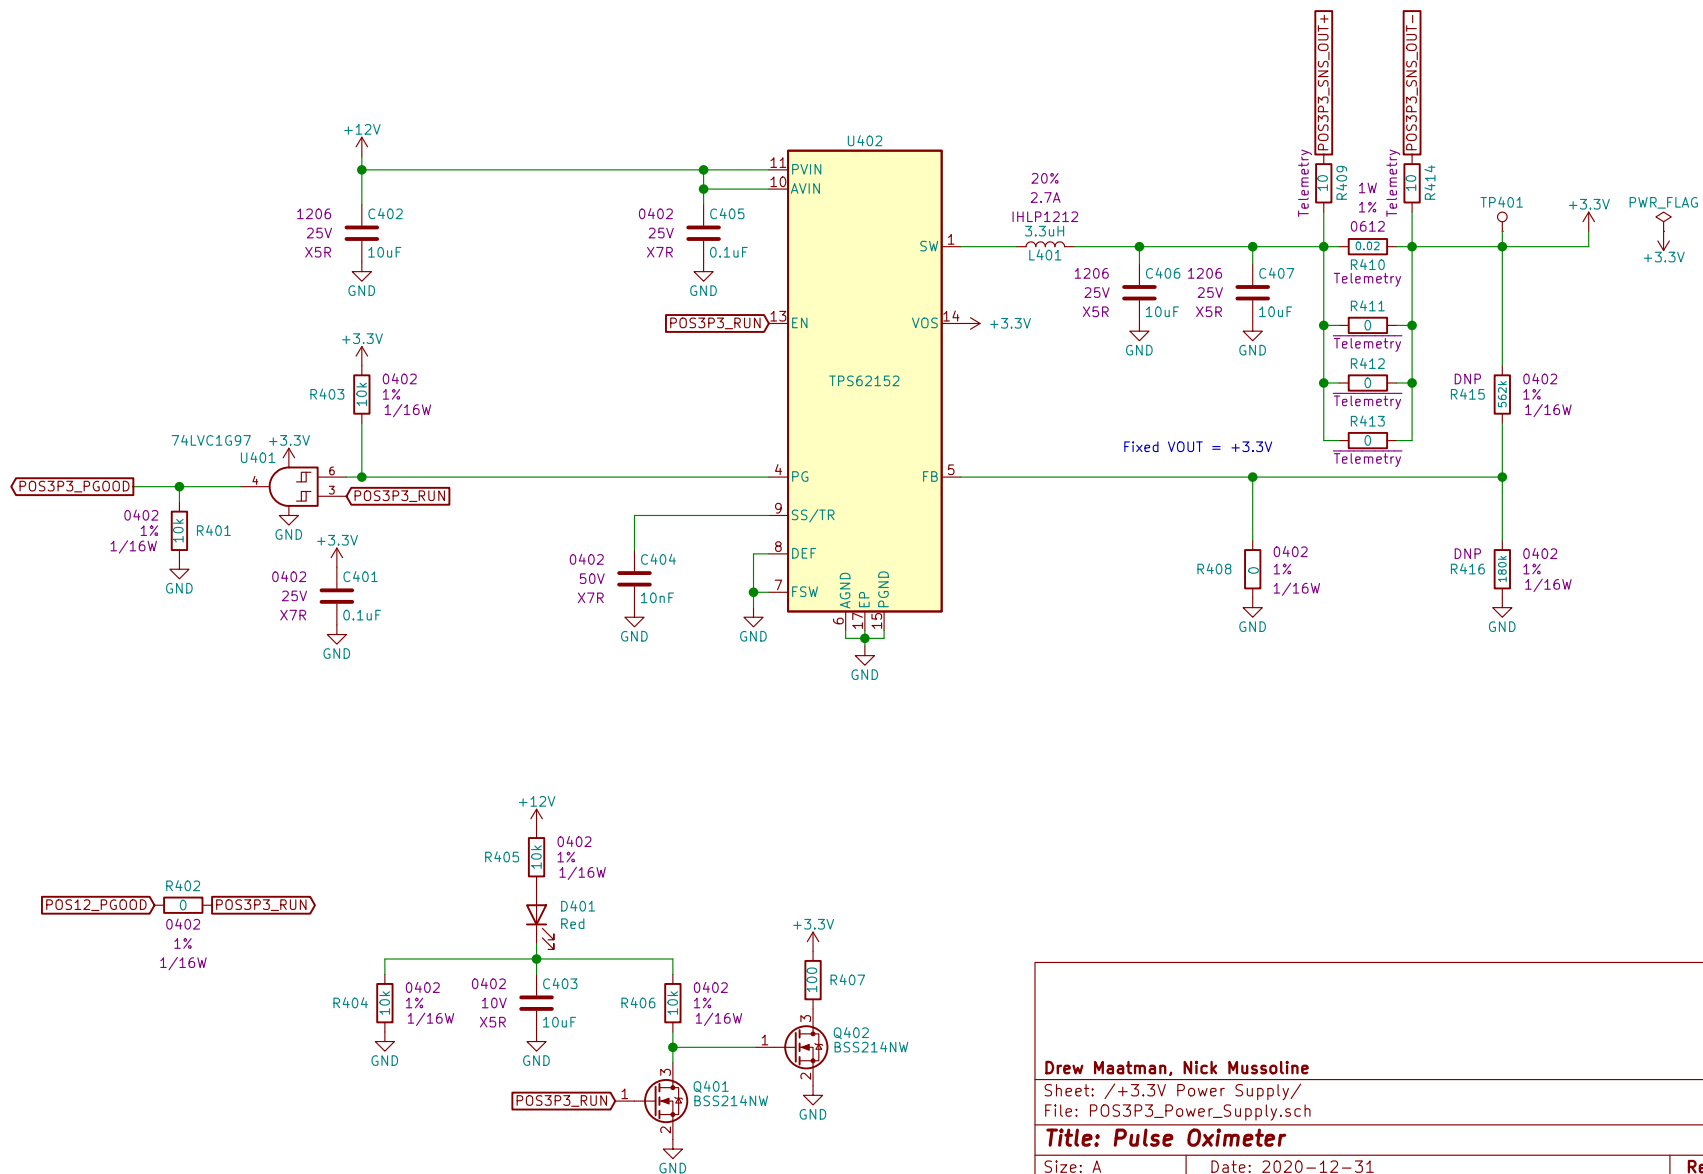 POS3P3_SNS_OUT+
POS3P3_SNS_OUT-
Telemetry
10
R409
Telemetry
10
R414
+12V
1206
25V
X5R
C402
10uF
GND
0402
25V
X7R
C405
0.1uF
GND
U402
TPS62152
11 PVIN
10 AVIN
13 EN
4 PG
9 SS/TR
8 DEF
7 FSW
AGND
EP
PGND
6
17
15
GND
SW 1
VOS 14
FB 5
POS3P3_RUN
+3.3V
20%
2.7A
IHLP1212
3.3uH
L401
1206
25V
X5R
C406
10uF
GND
1206
25V
X5R
C407
10uF
GND
1W
1%
0612
0.02
R410
Telemetry
R411
0
Telemetry
R412
0
Telemetry
R413
0
Telemetry
TP401
+3.3V
PWR_FLAG
+3.3V
DNP
R415
562k
0402
1%
1/16W
Fixed VOUT = +3.3V
R408
0
0402
1%
1/16W
GND
DNP
R416
180k
0402
1%
1/16W
GND
+3.3V
R403
10k
0402
1%
1/16W
74LVC1G97
+3.3V
U401
6
3
4
GND
POS3P3_PGOOD
POS3P3_RUN
0402
1%
1/16W
10k
R401
GND
+3.3V
0402
25V
X7R
C401
0.1uF
GND
0402
50V
X7R
C404
10nF
GND
GND
POS12_PGOOD
R402
0
POS3P3_RUN
0402
1%
1/16W
+12V
R405
10k
0402
1%
1/16W
D401
Red
R404
10k
0402
1%
1/16W
GND
0402
10V
X5R
C403
10uF
GND
R406
10k
0402
1%
1/16W
+3.3V
100
R407
3
1
2
Q402
BSS214NW
GND
POS3P3_RUN
1
3
2
Q401
BSS214NW
GND
Drew Maatman, Nick Mussoline
Sheet: /+3.3V Power Supply/
File: POS3P3_Power_Supply.sch
Title: Pulse Oximeter
Size: A
Date: 2020-12-31